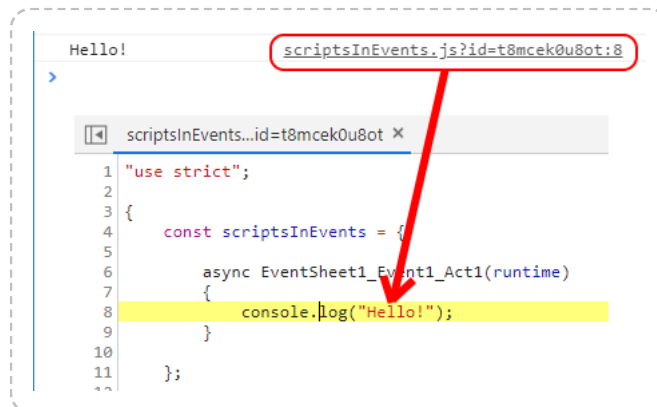 Hello! scriptsInEvents.js?id=t8mcek0u8ot:8
>
scriptsInEvents...id=t8mcek0u8ot ×
1 "use strict";
2
3 {
4 const scriptsInEvents = {
5
6 async EventSheet1_Event1_Act1(runtime)
7 {
8 console.log("Hello!");
9 }
10
11 };